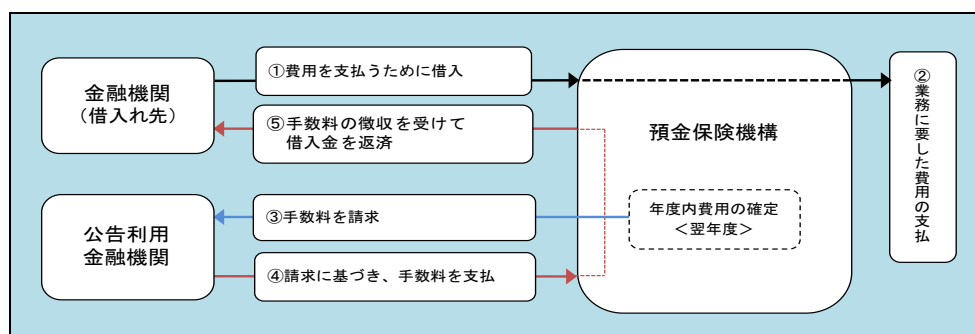 ①費用を支払うために借入
金融機関
（借入れ先）
⑤手数料の徴収を受けて
借入金を返済
預金保険機構
②業務に要した費用の支払
③手数料を請求
年度内費用の確定
＜翌年度＞
公告利用
金融機関
④請求に基づき、手数料を支払